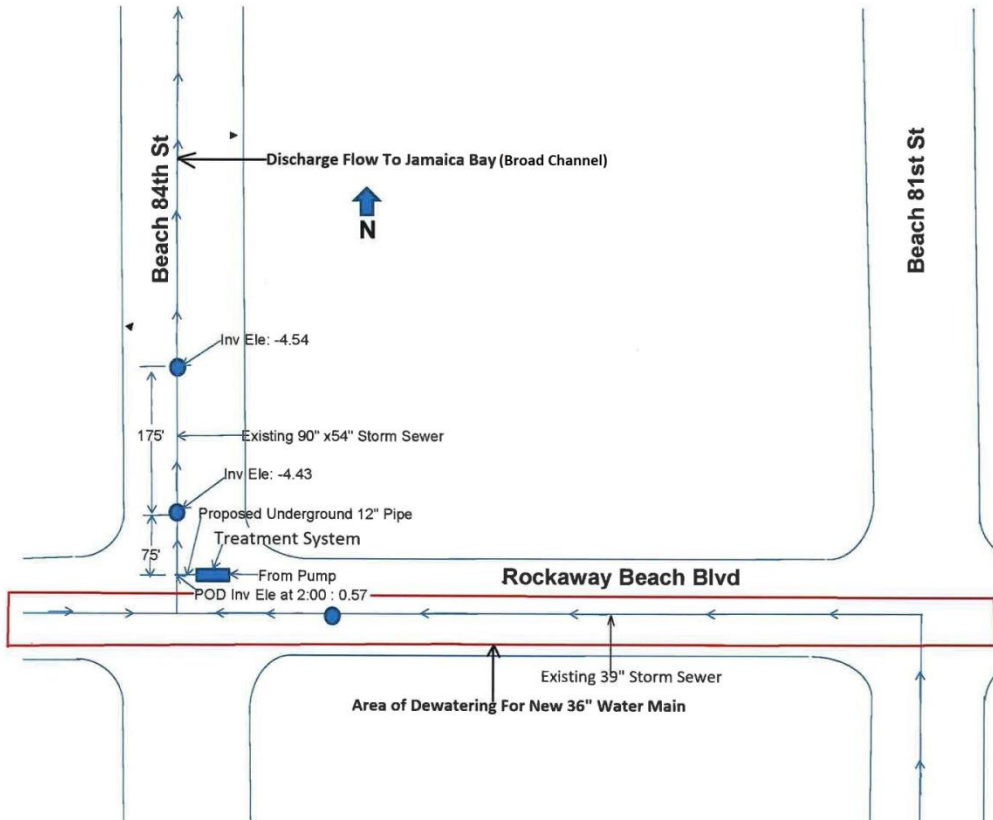 Beach 84th St
Beach 81st St
Discharge Flow To Jamaica Bay (Broad Channel)
N
Inv Ele: -4.54
175'
Existing 90" x54" Storm Sewer
Inv Ele: -4.43
Proposed Underground 12" Pipe
Treatment System
75'
From Pump
Rockaway Beach Blvd
POD Inv Ele at 2:00 : 0.57
Existing 39" Storm Sewer
Area of Dewatering For New 36" Water Main